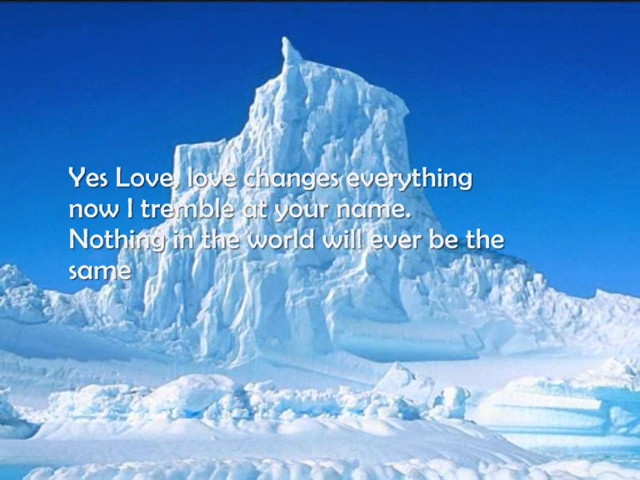 Yes Love, love changes everything
now I tremble at your name.
Nothing in the world will ever be the
same